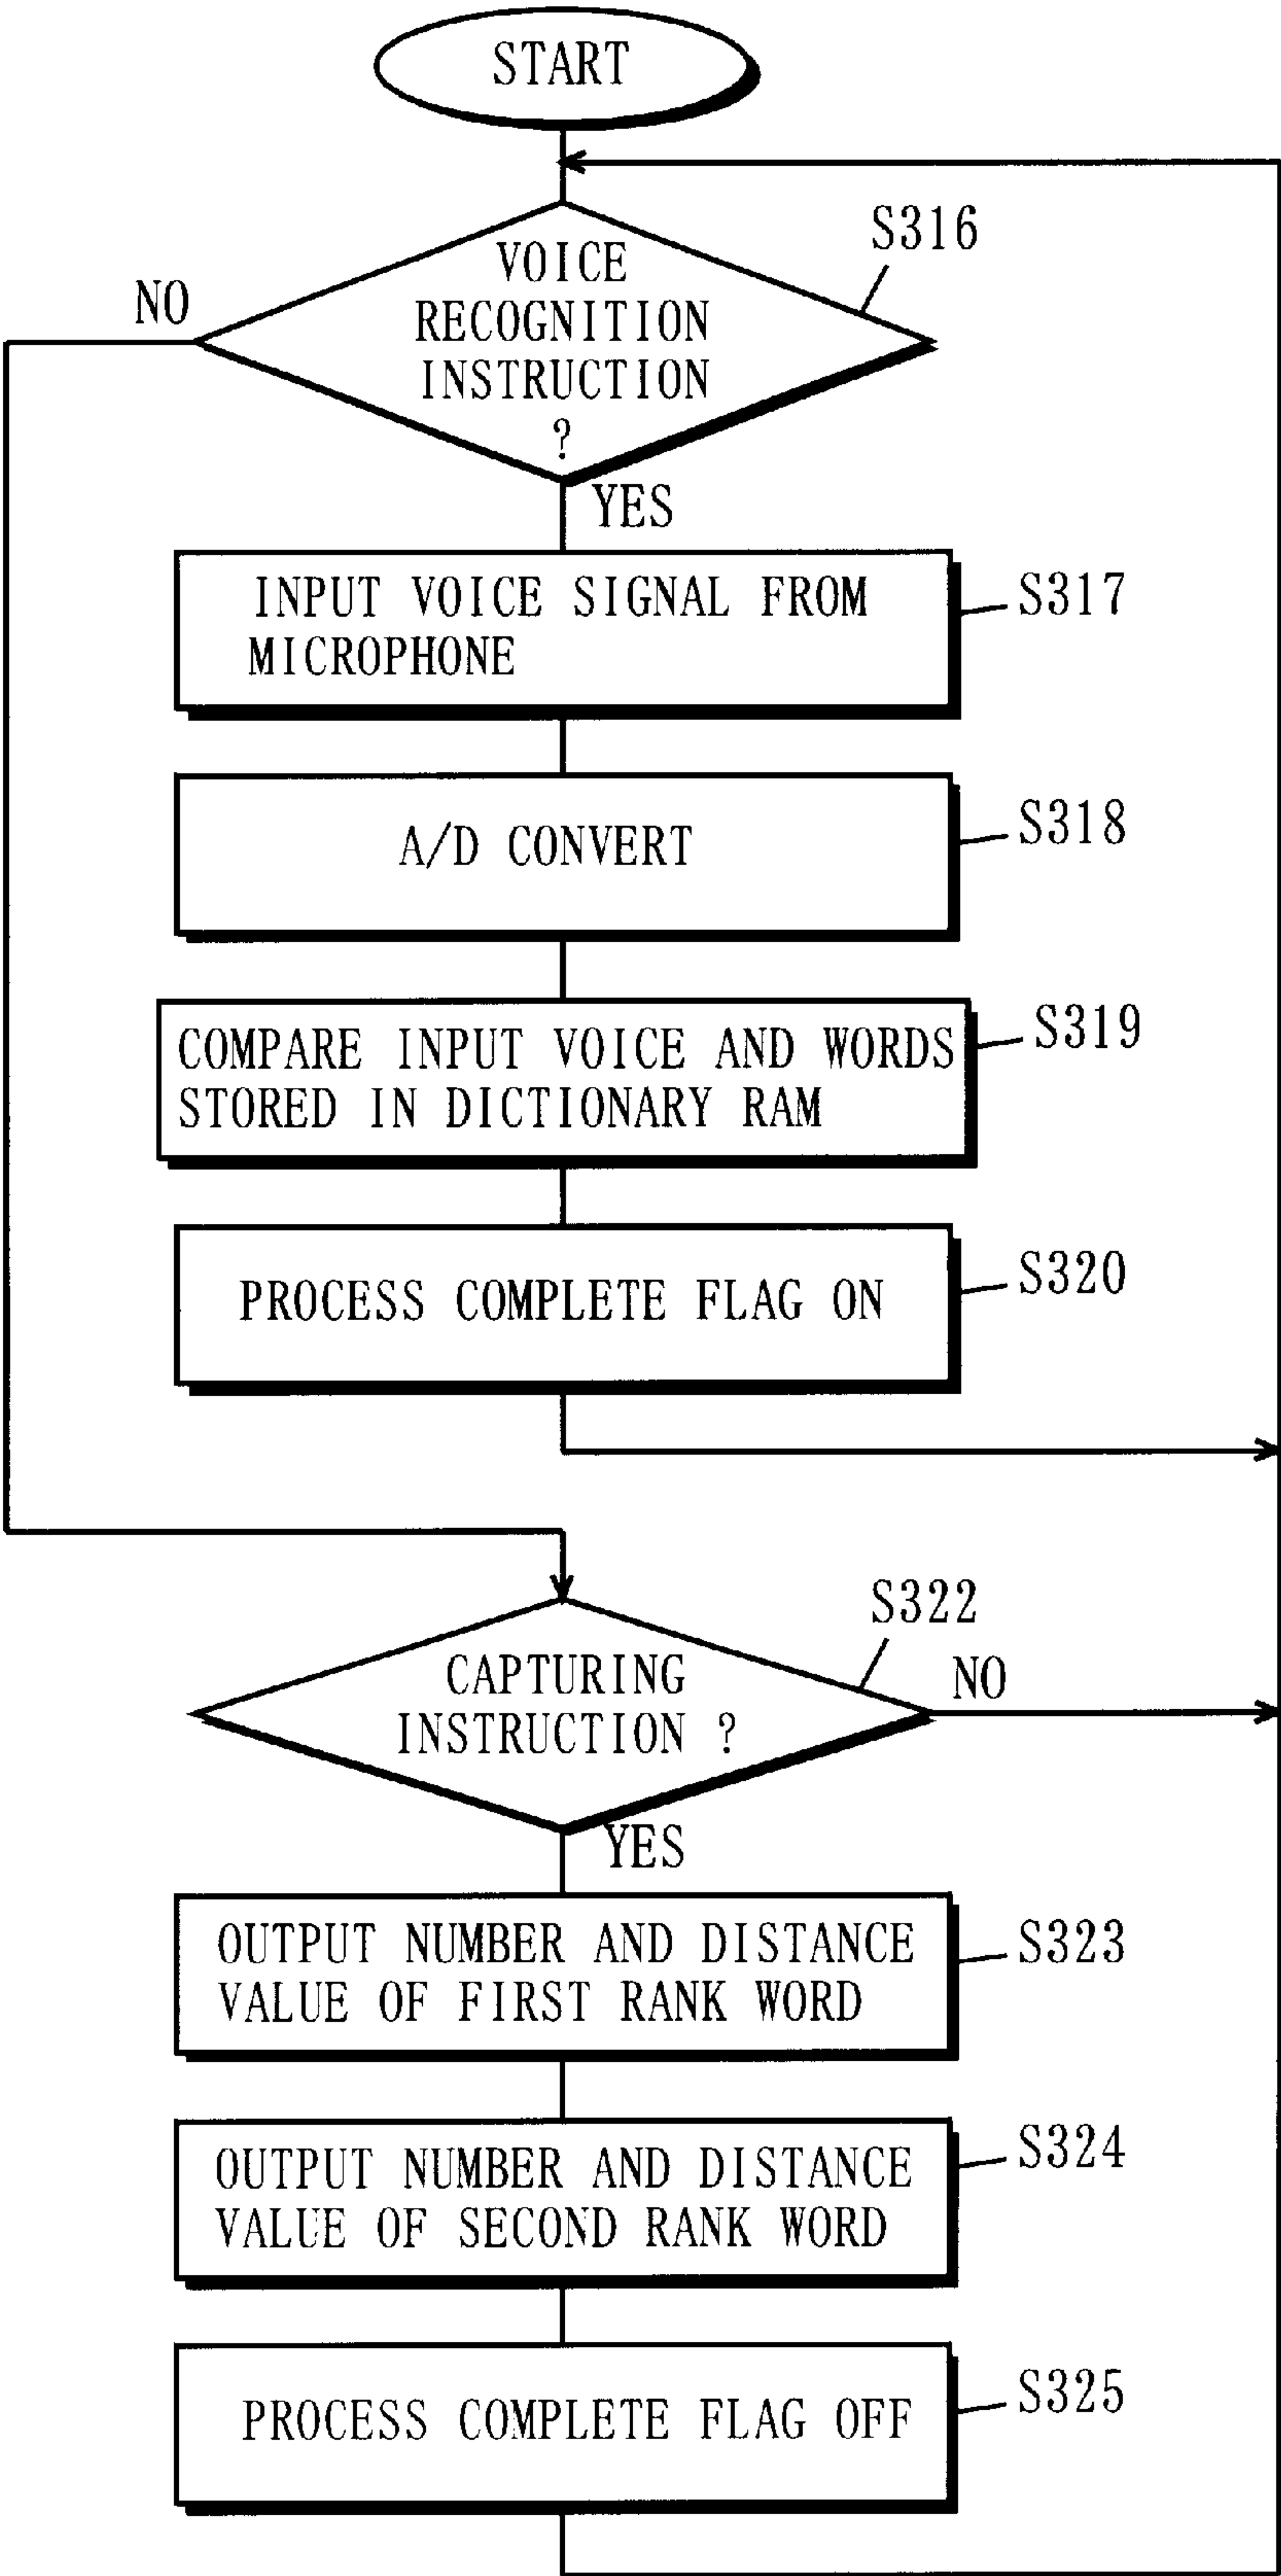 START
S316
VOICE
RECOGNITION
INSTRUCTION
?
NO
YES
INPUT VOICE SIGNAL FROM
MICROPHONE
S317
A/D CONVERT
S318
COMPARE INPUT VOICE AND WORDS
STORED IN DICTIONARY RAM
S319
PROCESS COMPLETE FLAG ON
S320
S322
CAPTURING
INSTRUCTION ?
NO
YES
OUTPUT NUMBER AND DISTANCE
VALUE OF FIRST RANK WORD
S323
OUTPUT NUMBER AND DISTANCE
VALUE OF SECOND RANK WORD
S324
PROCESS COMPLETE FLAG OFF
S325